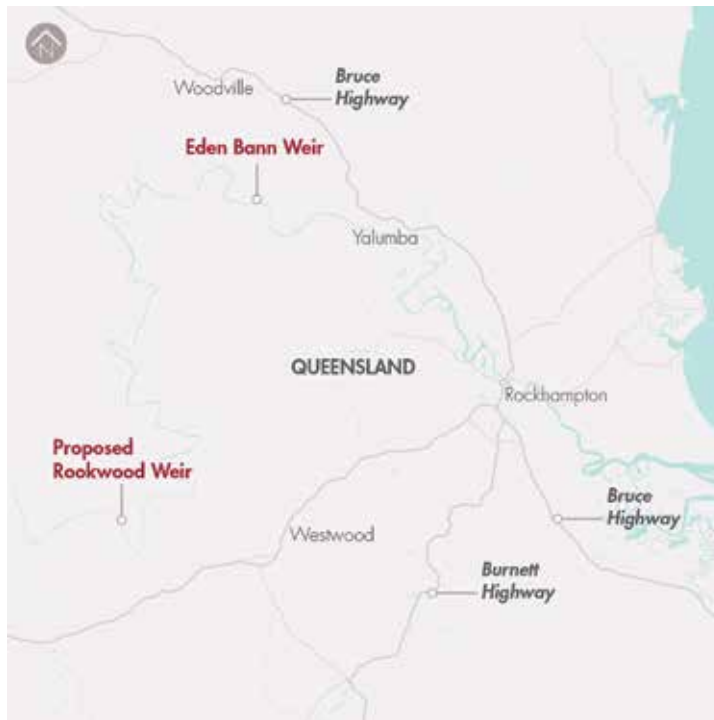 N
Woodville
Bruce
Highway
Eden Bann Weir
Yalumba
QUEENSLAND
Rockhampton
Proposed
Rookwood Weir
Bruce
Highway
Westwood
Burnett
Highway